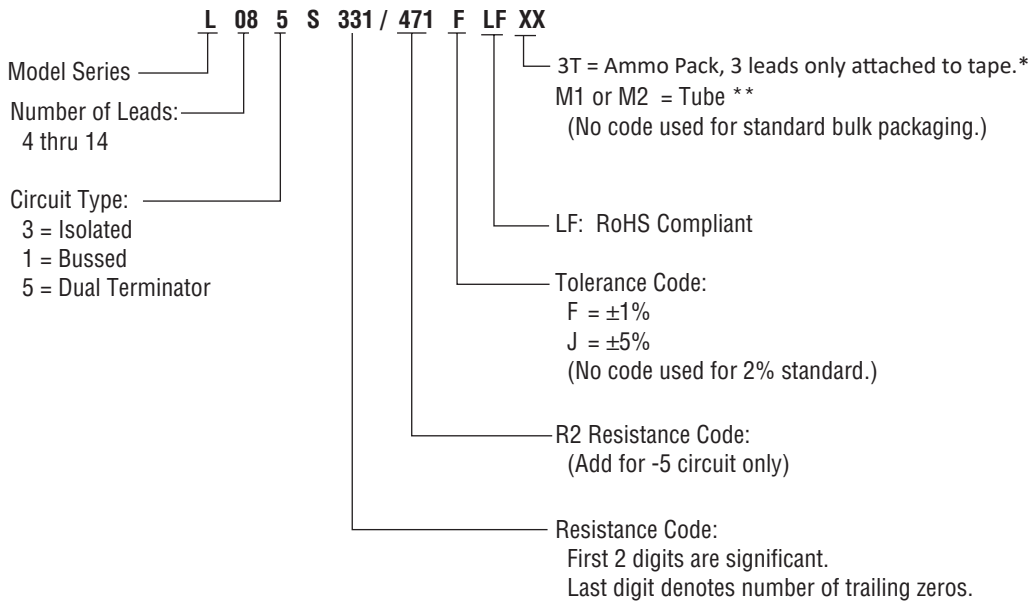 L 08 5 S 331 / 471 F LF XX
Model Series
Number of Leads:
4 thru 14
Circuit Type:
3 = Isolated
1 = Bussed
5 = Dual Terminator
3T = Ammo Pack, 3 leads only attached to tape.*
M1 or M2 = Tube **
(No code used for standard bulk packaging.)
LF: RoHS Compliant
Tolerance Code:
F = ±1%
J = ±5%
(No code used for 2% standard.)
R2 Resistance Code:
(Add for -5 circuit only)
Resistance Code:
First 2 digits are significant.
Last digit denotes number of trailing zeros.